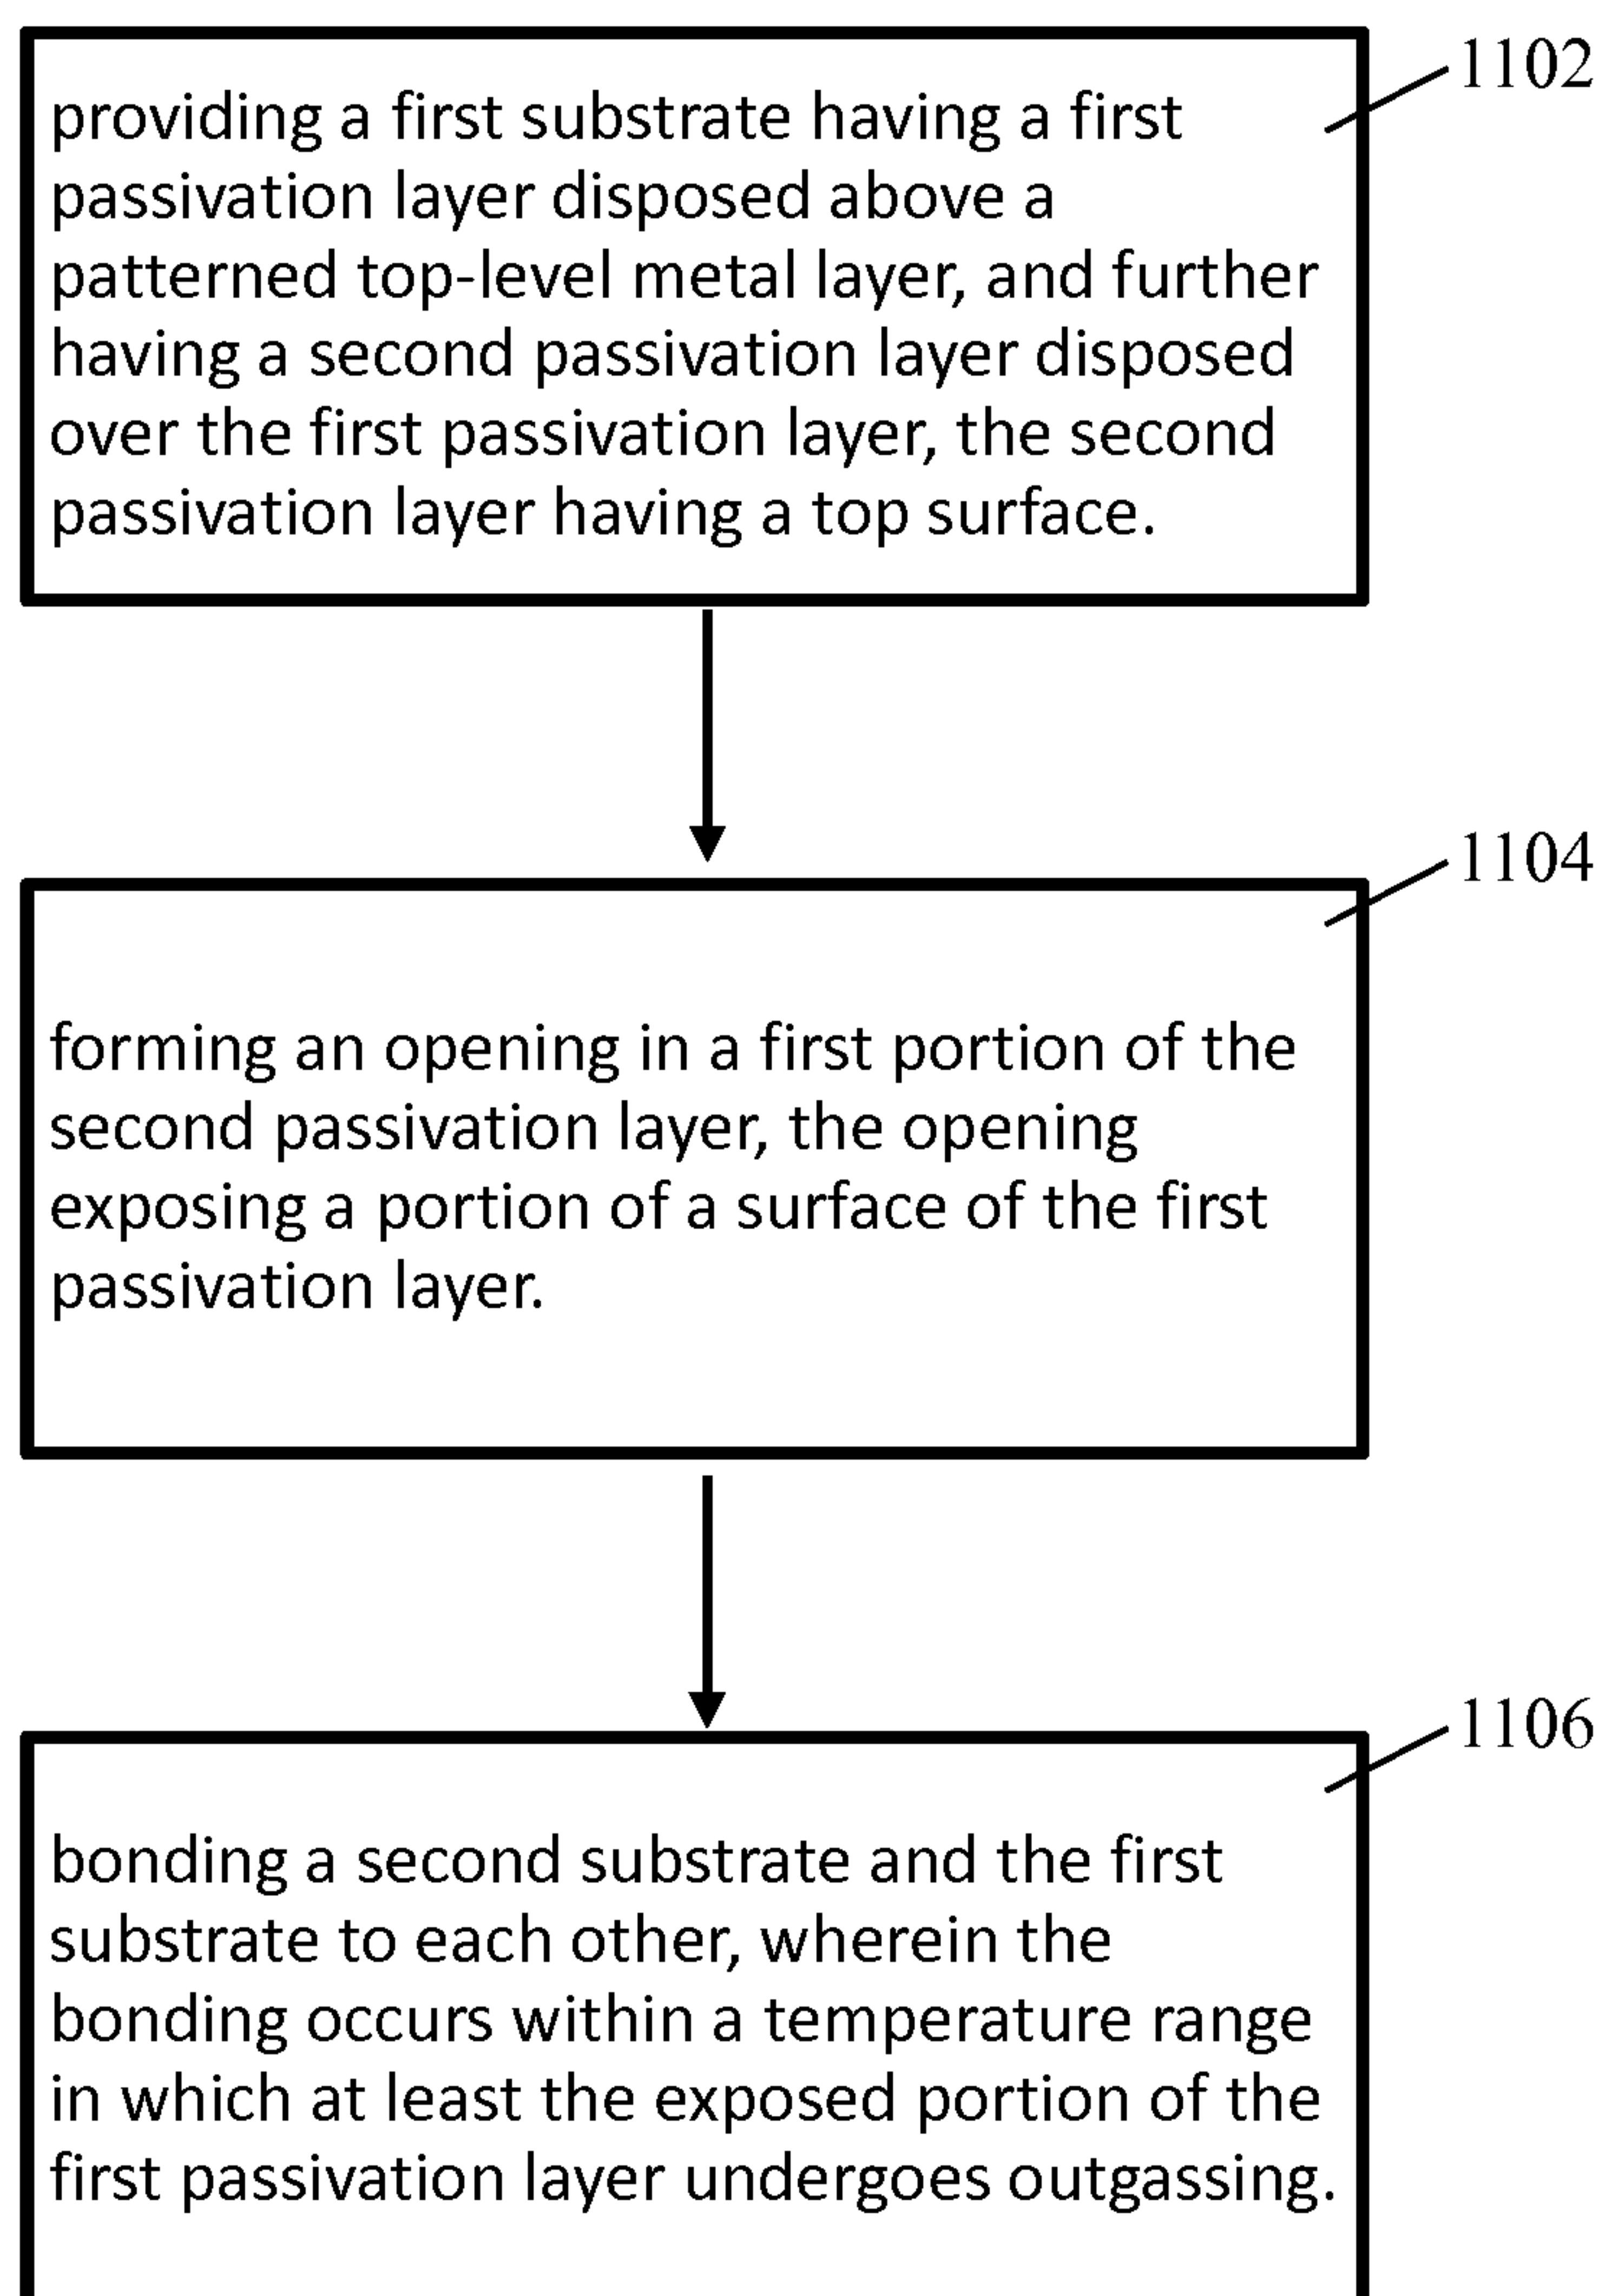 1102
providing a first substrate having a first
passivation layer disposed above a
patterned top-level metal layer, and further
having a second passivation layer disposed
over the first passivation layer, the second
passivation layer having a top surface.
1104
forming an opening in a first portion of the
second passivation layer, the opening
exposing a portion of a surface of the first
passivation layer.
1106
bonding a second substrate and the first
substrate to each other, wherein the
bonding occurs within a temperature range
in which at least the exposed portion of the
first passivation layer undergoes outgassing.